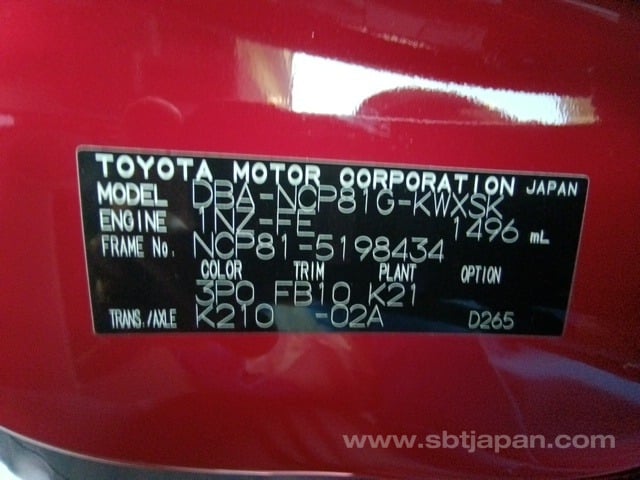 TOYOTA MOTOR CORPORATION JAPAN
MODEL DBA-NCP81G-KWXSK
ENGINE 1NZ-FE 1496 mL
FRAME No. NCP81-5198434
COLOR TRIM PLANT OPTION
3P0 FB10 K21
TRANS./AXLE K210 -02A D265
www.sbtjapan.com